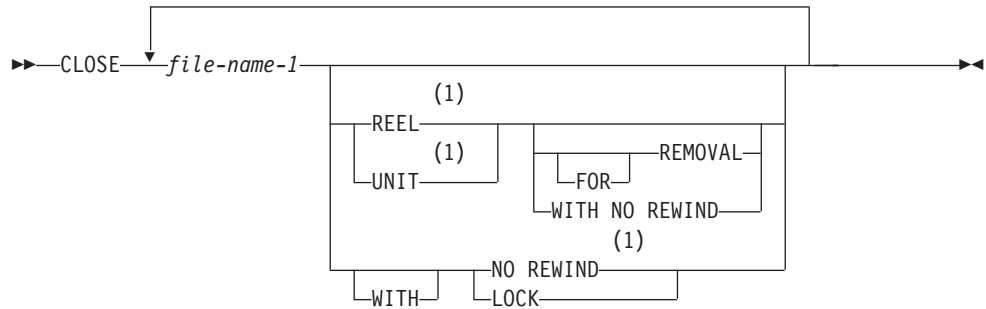 CLOSE file-name-1
(1)
REEL
(1) REMOVAL
UNIT FOR
WITH NO REWIND
(1)
NO REWIND
WITH LOCK